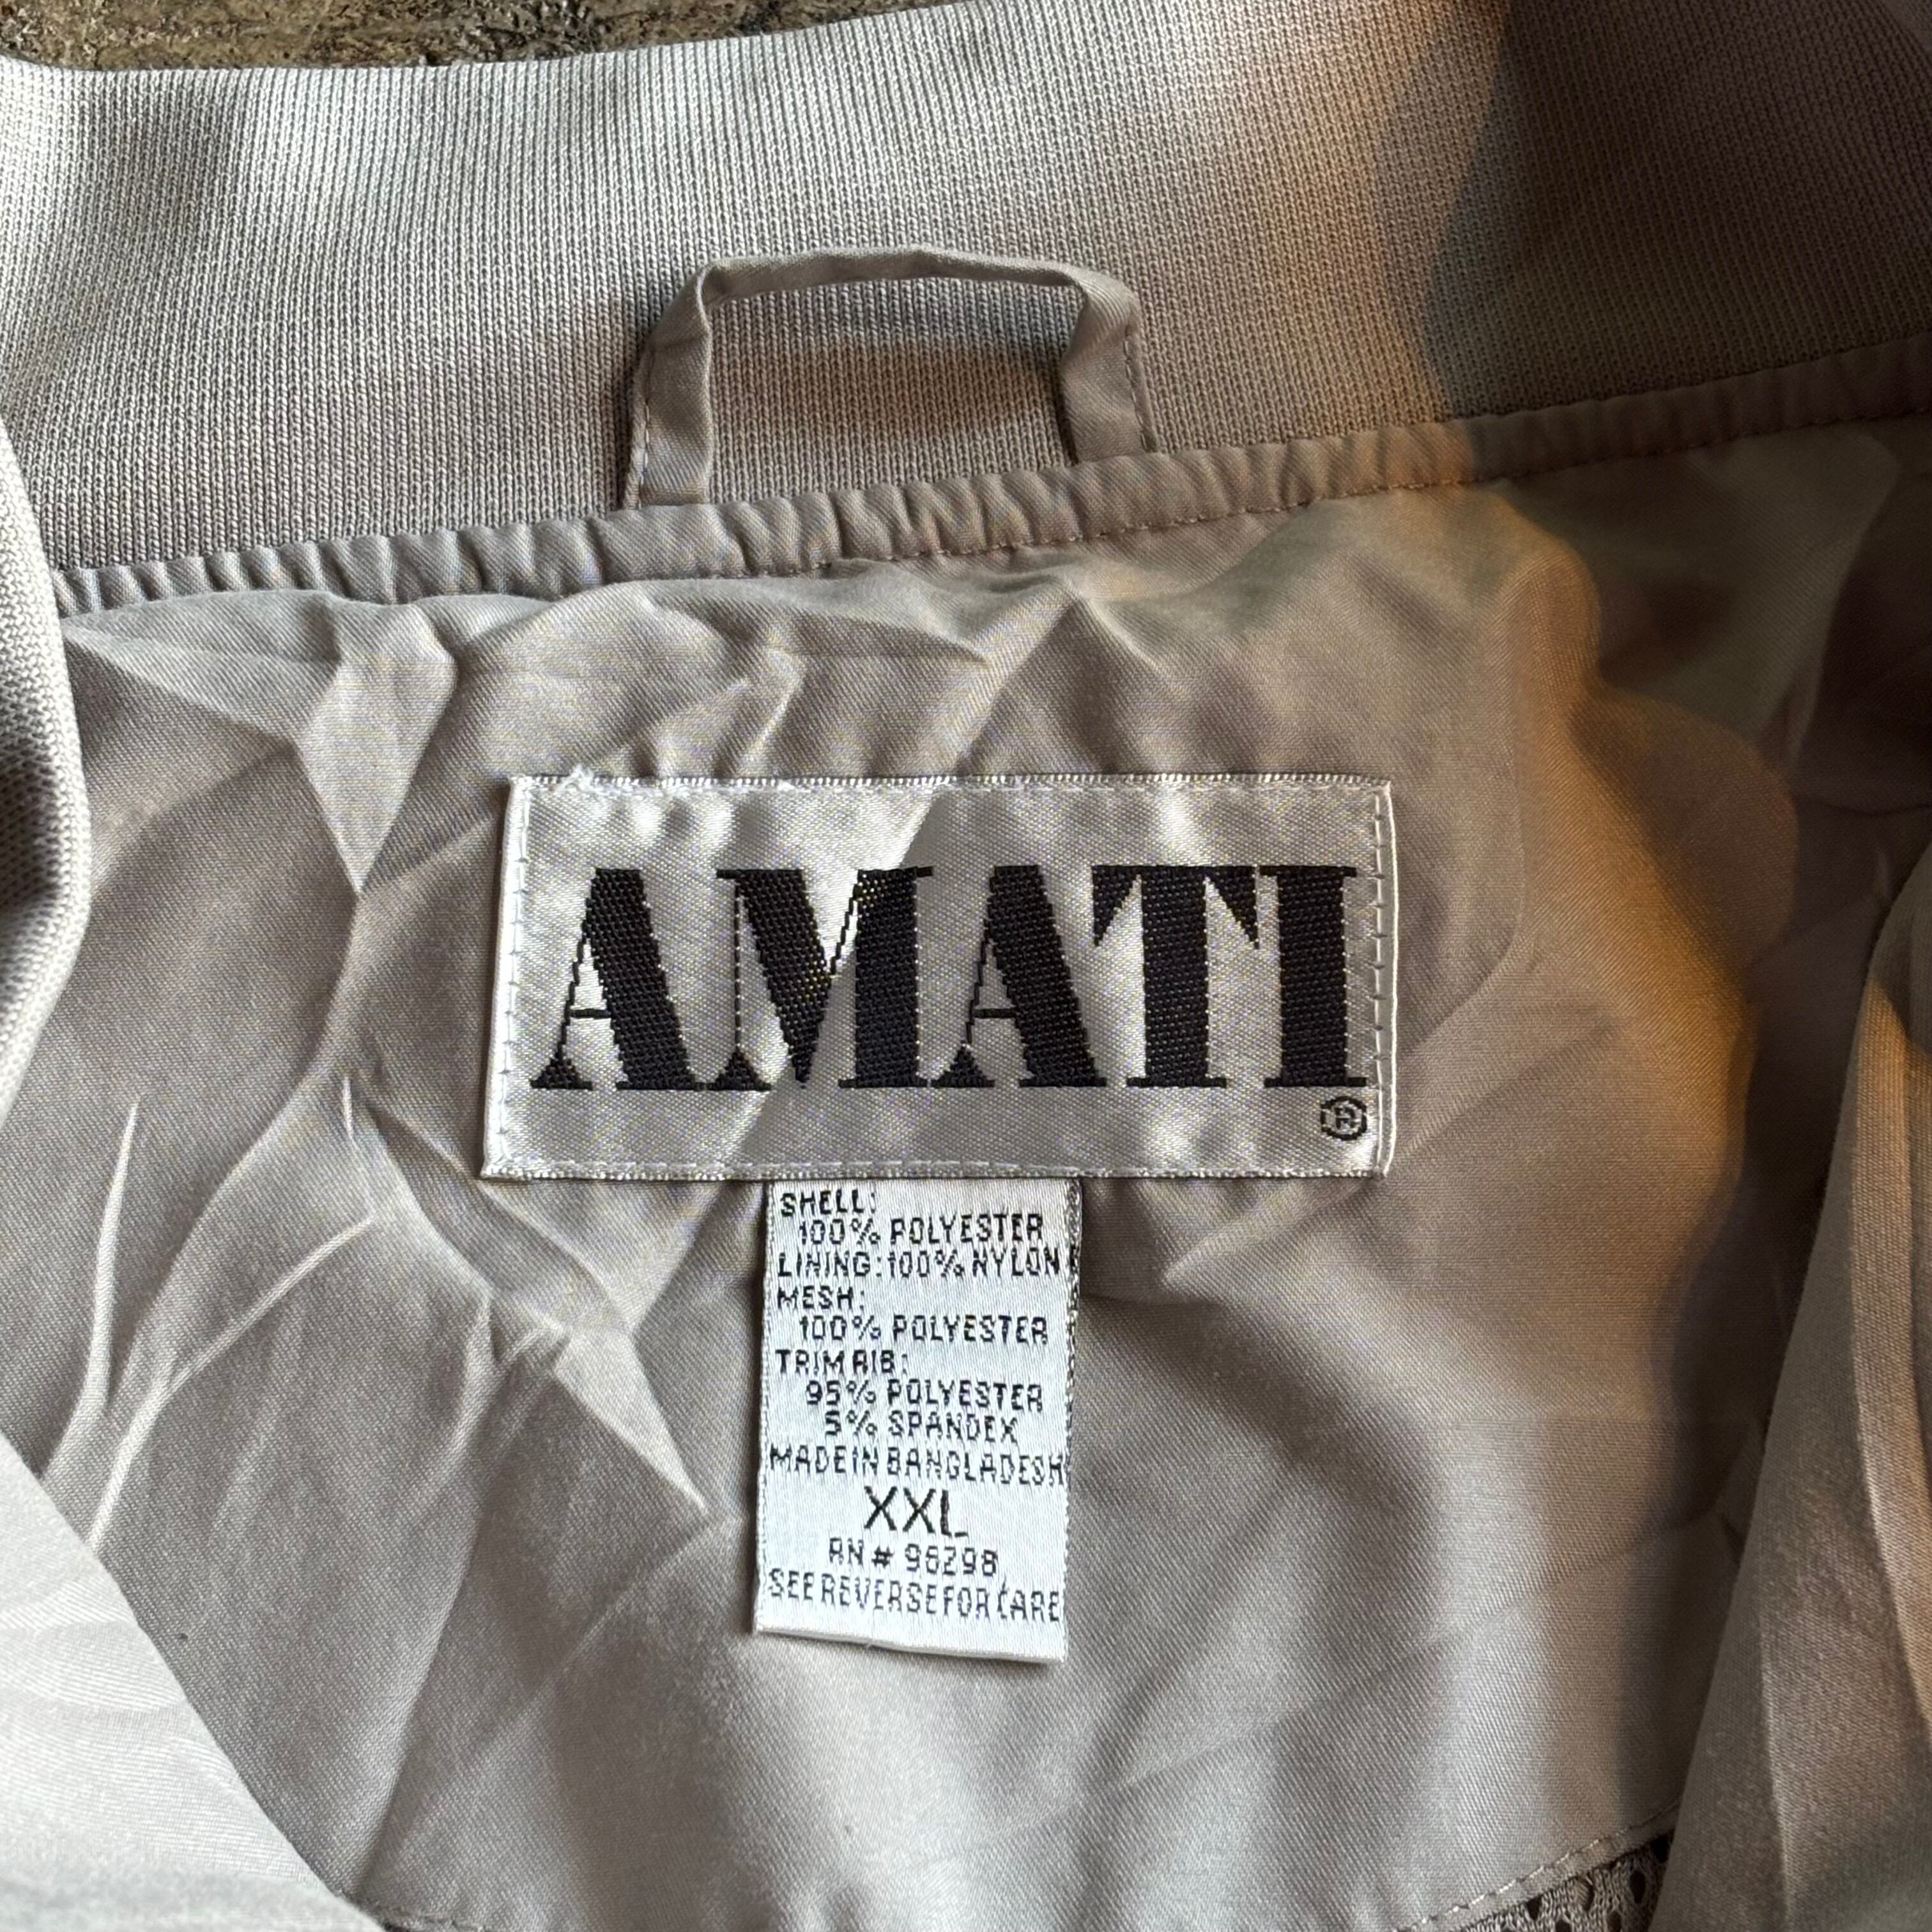 AMATI
®
SHELL:
100% POLYESTER
LINING:100% NYLON
MESH:
100% POLYESTER
TRIM RIB:
95% POLYESTER
5% SPANDEX
MADE IN BANGLADESH
XXL
RN # 96298
SEE REVERSE FOR CARE